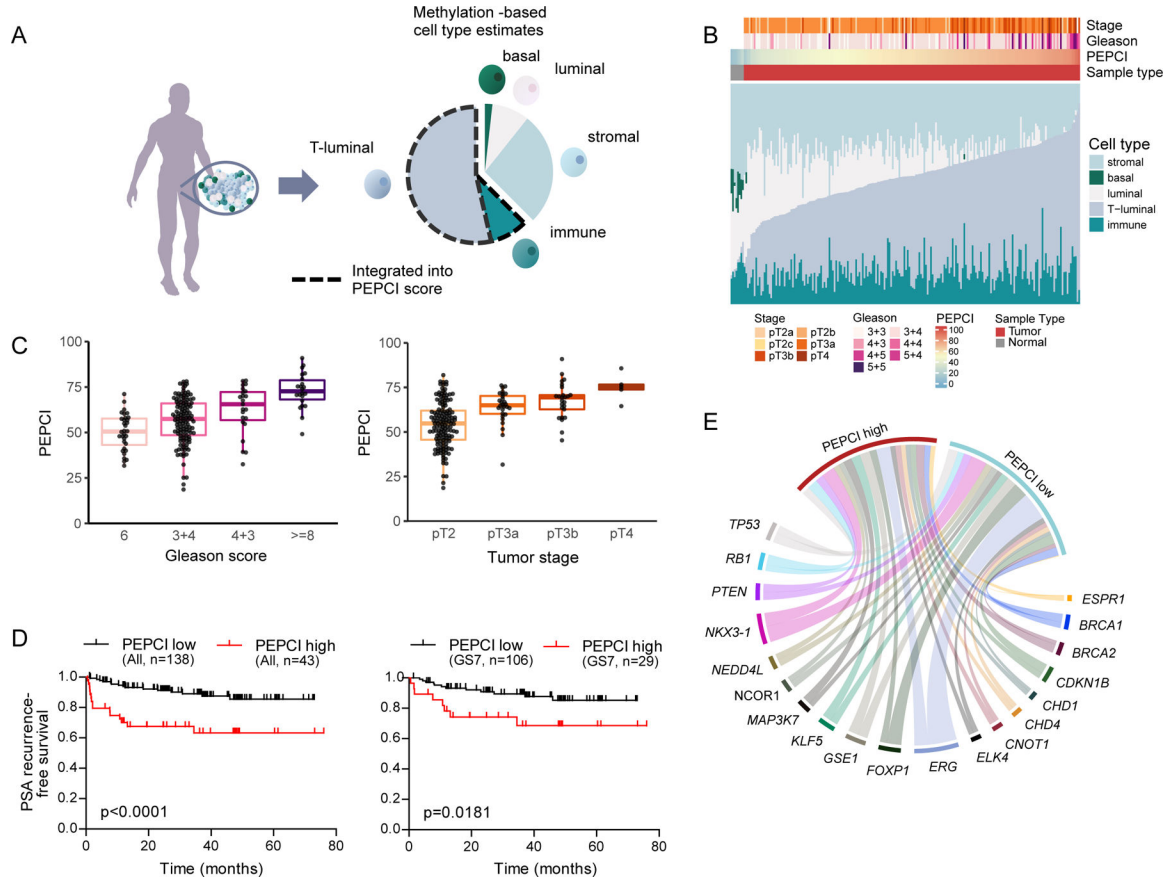 A
Methylation -based
cell type estimates
basal
luminal
stromal
T-luminal
immune
Integrated into
PEPCI score
B
Stage
Gleason
PEPCI
Sample type
Cell type
stromal
basal
luminal
T−luminal
immune
Stage
pT2a
pT2b
pT2c
pT3a
pT3b
pT4
Gleason
3+3
3+4
4+3
4+4
4+5
5+4
5+5
PEPCI
100
80
60
40
20
0
Sample Type
Tumor
Normal
C
PEPCI
100
75
50
25
0
6
3+4
4+3
>=8
Gleason score
PEPCI
100
75
50
25
0
pT2
pT3a
pT3b
pT4
Tumor stage
D
PEPCI low
(All, n=138)
PEPCI high
(All, n=43)
PSA recurrence-
free survival
1.0
0.8
0.6
0.4
0.2
0.0
p<0.0001
0
20
40
60
80
Time (months)
PEPCI low
(GS7, n=106)
PEPCI high
(GS7, n=29)
1.0
0.8
0.6
0.4
0.2
0.0
p=0.0181
0
20
40
60
80
Time (months)
E
PEPCI high
PEPCI low
TP53
RB1
PTEN
NKX3-1
NEDD4L
NCOR1
MAP3K7
KLF5
GSE1
FOXP1
ERG
ELK4
CNOT1
CHD4
CHD1
CDKN1B
BRCA2
BRCA1
ESPR1